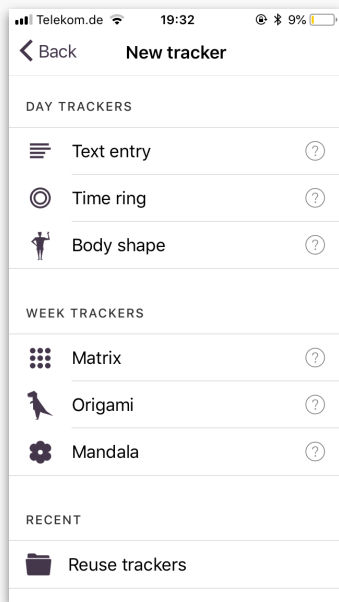 Telekom.de 19:32 9%
Back New tracker
DAY TRACKERS
Text entry ?
Time ring ?
Body shape ?
WEEK TRACKERS
Matrix ?
Origami ?
Mandala ?
RECENT
Reuse trackers